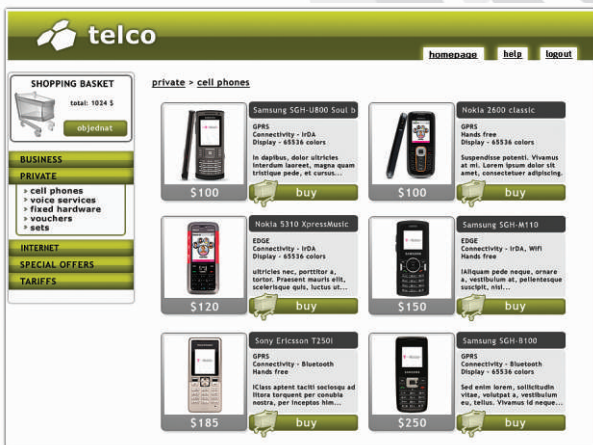 telco
homepage help logout
SHOPPING BASKET
total: 1024 $
objednat
BUSINESS
PRIVATE
cell phones
voice services
fixed hardware
vouchers
sets
INTERNET
SPECIAL OFFERS
TARIFFS
private > cell phones
Samsung SGH-U800 Soul b
GPRS
Connectivity - IrDA
Display - 65536 colors
In dapibus, dolor ultricies
interdum laoreet, magna quam
tristique pede, et cursus...
$100
buy
Nokia 2600 classic
GPRS
Hands free
Display - 65536 colors
Suspendisse potenti. Vivamus
at mi. Lorem ipsum dolor sit
amet, consectetuer adipiscing.
$100
buy
Nokia 5310 XpressMusic
EDGE
Connectivity - IrDA
Display - 65536 colors
ultricies nec, porttitor a,
tortor. Praesent mauris elit,
scelerisque quis, luctus ut...
$120
buy
Samsung SGH-M110
EDGE
Connectivity - IrDA, Wifi
Hands free
lAliquam pede neque, ornare
a, vestibulum at, pellentesque
suscipit, nisl...
$150
buy
Sony Ericsson T250i
GPRS
Connectivity - Bluetooth
Hands free
lClass aptent taciti sociosqu ad
litora torquent per conubia
nostra, per inceptos him...
$185
buy
Samsung SGH-B100
GPRS
Connectivity - Bluetooth
Display - 65536 colors
Sed enim lorem, sollicitudin
vitae, volutpat a, vestibulum
eu, tellus. Vivamus id neque...
$250
buy